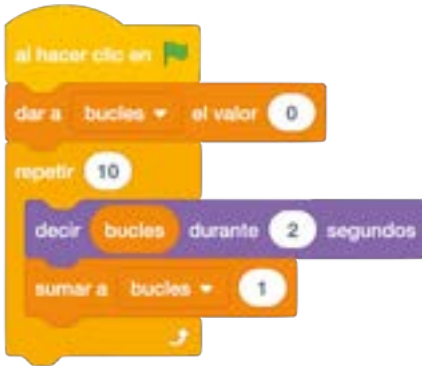 al hacer clic en
dar a bucles el valor 0
repetir 10
decir bucles durante 2 segundos
sumar a bucles 1